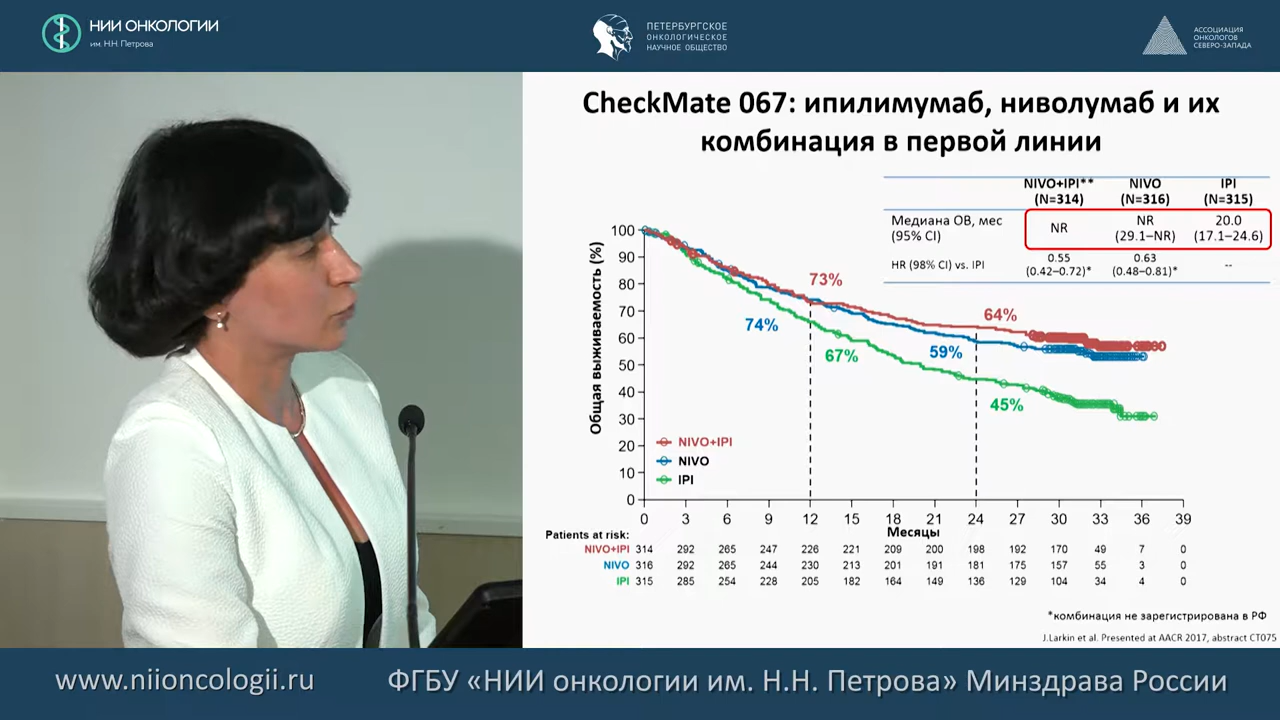 НИИ ОНКОЛОГИИ
им. Н.Н. Петрова
ПЕТЕРБУРГСКОЕ
ОНКОЛОГИЧЕСКОЕ
НАУЧНОЕ ОБЩЕСТВО
АССОЦИАЦИЯ
ОНКОЛОГОВ
СЕВЕРО-ЗАПАДА
CheckMate 067: ипилимумаб, ниволумаб и их
комбинация в первой линии
NIVO+IPI** NIVO IPI
(N=314) (N=316) (N=315)
Медиана ОВ, мес NR NR 20.0
(95% CI) (29.1–NR) (17.1–24.6)
HR (98% CI) vs. IPI 0.55 0.63 --
(0.42–0.72)* (0.48–0.81)*
Общая выживаемость (%)
100
90
80
70
60
50
40
30
20
10
0
73%
64%
74%
59%
67%
45%
NIVO+IPI
NIVO
IPI
0 3 6 9 12 15 18 21 24 27 30 33 36 39
Месяцы
Patients at risk:
NIVO+IPI 314 292 265 247 226 221 209 200 198 192 170 49 7 0
NIVO 316 292 265 244 230 213 201 191 181 175 157 55 3 0
IPI 315 285 254 228 205 182 164 149 136 129 104 34 4 0
*комбинация не зарегистрирована в РФ
J.Larkin et al. Presented at AACR 2017, abstract CT075
www.niioncologii.ru ФГБУ «НИИ онкологии им. Н.Н. Петрова» Минздрава России